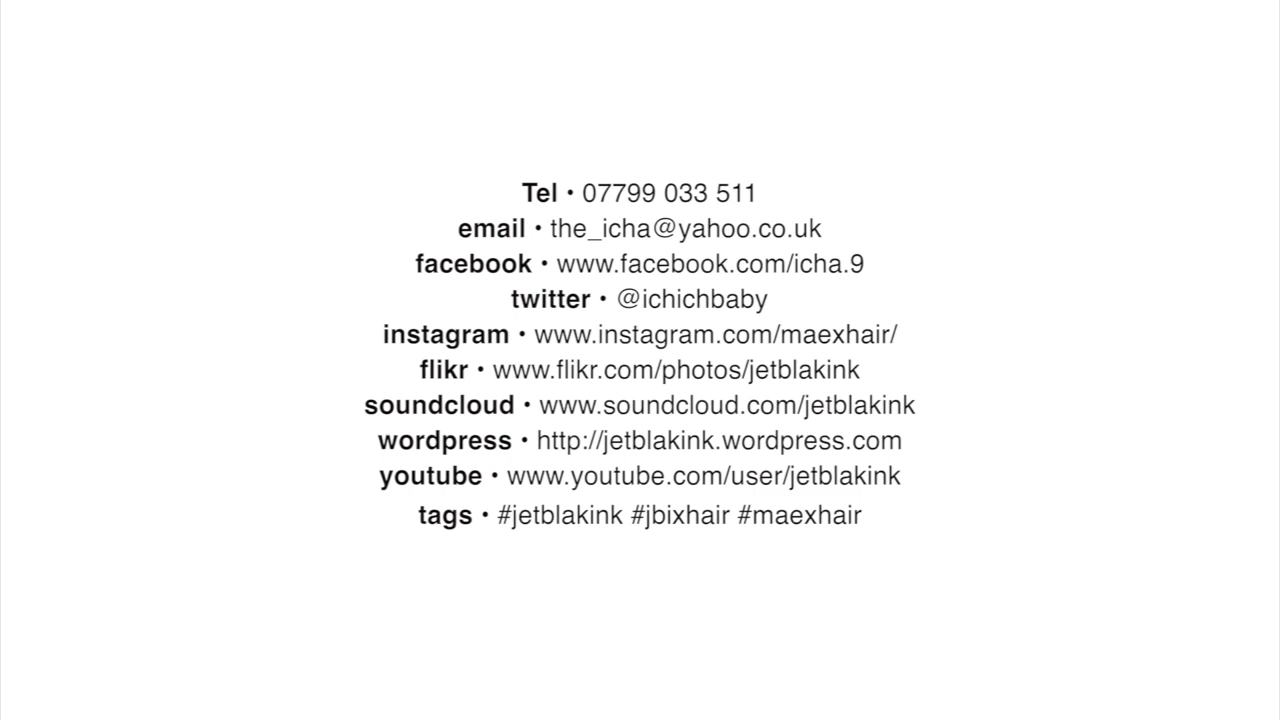 Tel • 07799 033 511
email • the_icha@yahoo.co.uk
facebook • www.facebook.com/icha.9
twitter • @ichichbaby
instagram • www.instagram.com/maexhair/
flikr • www.flikr.com/photos/jetblakink
soundcloud • www.soundcloud.com/jetblakink
wordpress • http://jetblakink.wordpress.com
youtube • www.youtube.com/user/jetblakink
tags • #jetblakink #jbixhair #maexhair